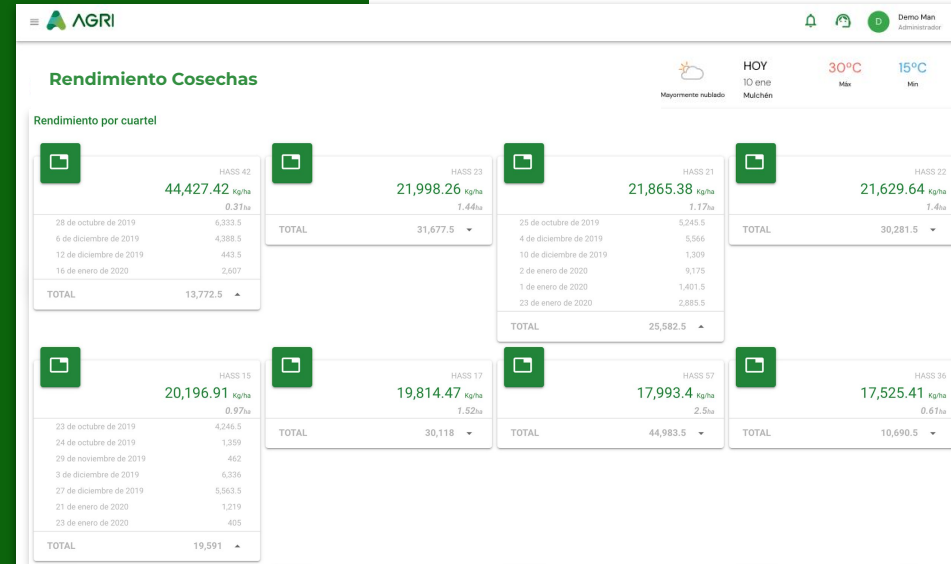 AGRI
D
Demo Man
Administrador
Rendimiento Cosechas
Mayormente nublado
HOY
10 ene
Mulchén
30°C
Máx
15°C
Min
Rendimiento por cuartel
HASS 42
44,427.42 Kg/ha
0.31ha
28 de octubre de 2019 6,333.5
6 de diciembre de 2019 4,388.5
12 de diciembre de 2019 443.5
16 de enero de 2020 2,607
TOTAL 13,772.5
HASS 23
21,998.26 Kg/ha
1.44ha
TOTAL 31,677.5
HASS 21
21,865.38 Kg/ha
1.17ha
25 de octubre de 2019 5,245.5
4 de diciembre de 2019 5,566
10 de diciembre de 2019 1,309
2 de enero de 2020 9,175
1 de enero de 2020 1,401.5
23 de enero de 2020 2,885.5
TOTAL 25,582.5
HASS 22
21,629.64 Kg/ha
1.4ha
TOTAL 30,281.5
HASS 15
20,196.91 Kg/ha
0.97ha
23 de octubre de 2019 4,246.5
24 de octubre de 2019 1,359
29 de noviembre de 2019 462
3 de diciembre de 2019 6,336
27 de diciembre de 2019 5,563.5
21 de enero de 2020 1,219
23 de enero de 2020 405
TOTAL 19,591
HASS 17
19,814.47 Kg/ha
1.52ha
TOTAL 30,118
HASS 57
17,993.4 Kg/ha
2.5ha
TOTAL 44,983.5
HASS 36
17,525.41 Kg/ha
0.61ha
TOTAL 10,690.5